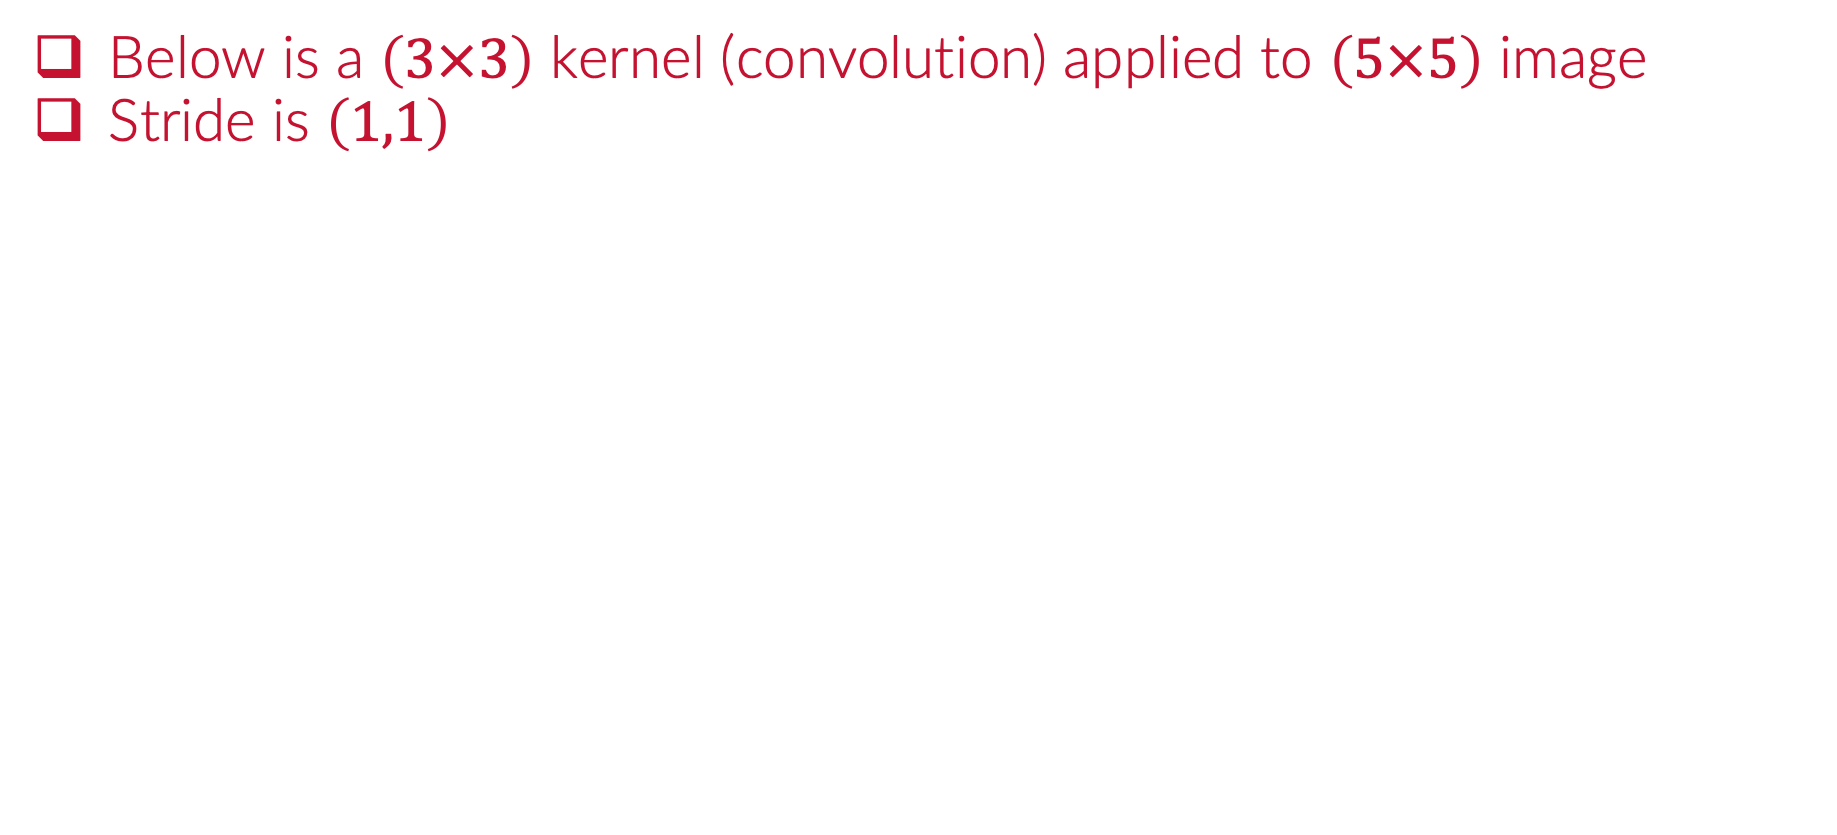 ❑ Below is a (3×3) kernel (convolution) applied to (5×5) image
❑ Stride is (1,1)